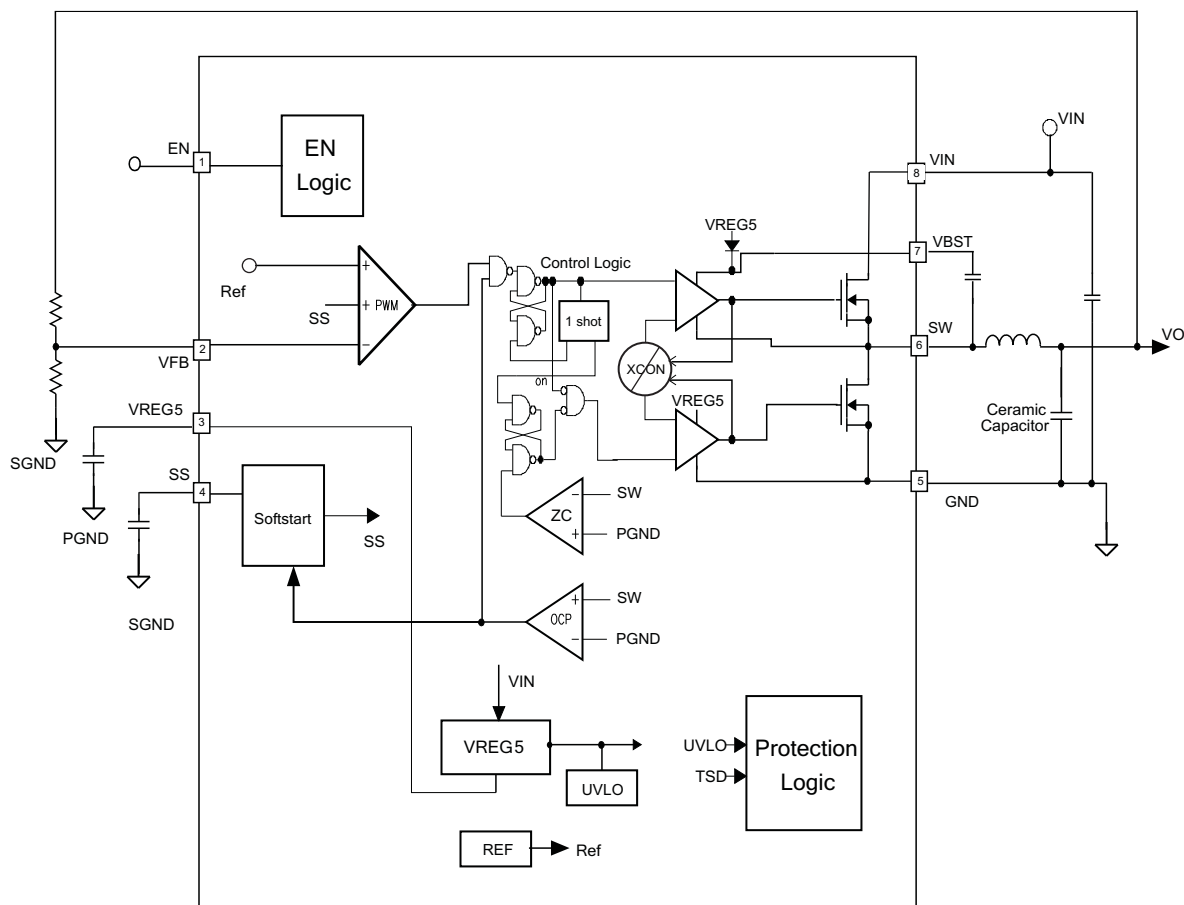 EN
1
EN
Logic
VIN
VIN
8
VREG5
VBST
7
Ref
SS
PWM
Control Logic
1 shot
SW
6
VO
VFB
2
XCON
on
VREG5
VREG5
3
Ceramic
Capacitor
SGND
SS
4
Softstart
SS
ZC
SW
PGND
5
GND
PGND
SGND
OCP
SW
PGND
VIN
VREG5
UVLO
UVLO
TSD
Protection
Logic
REF
Ref